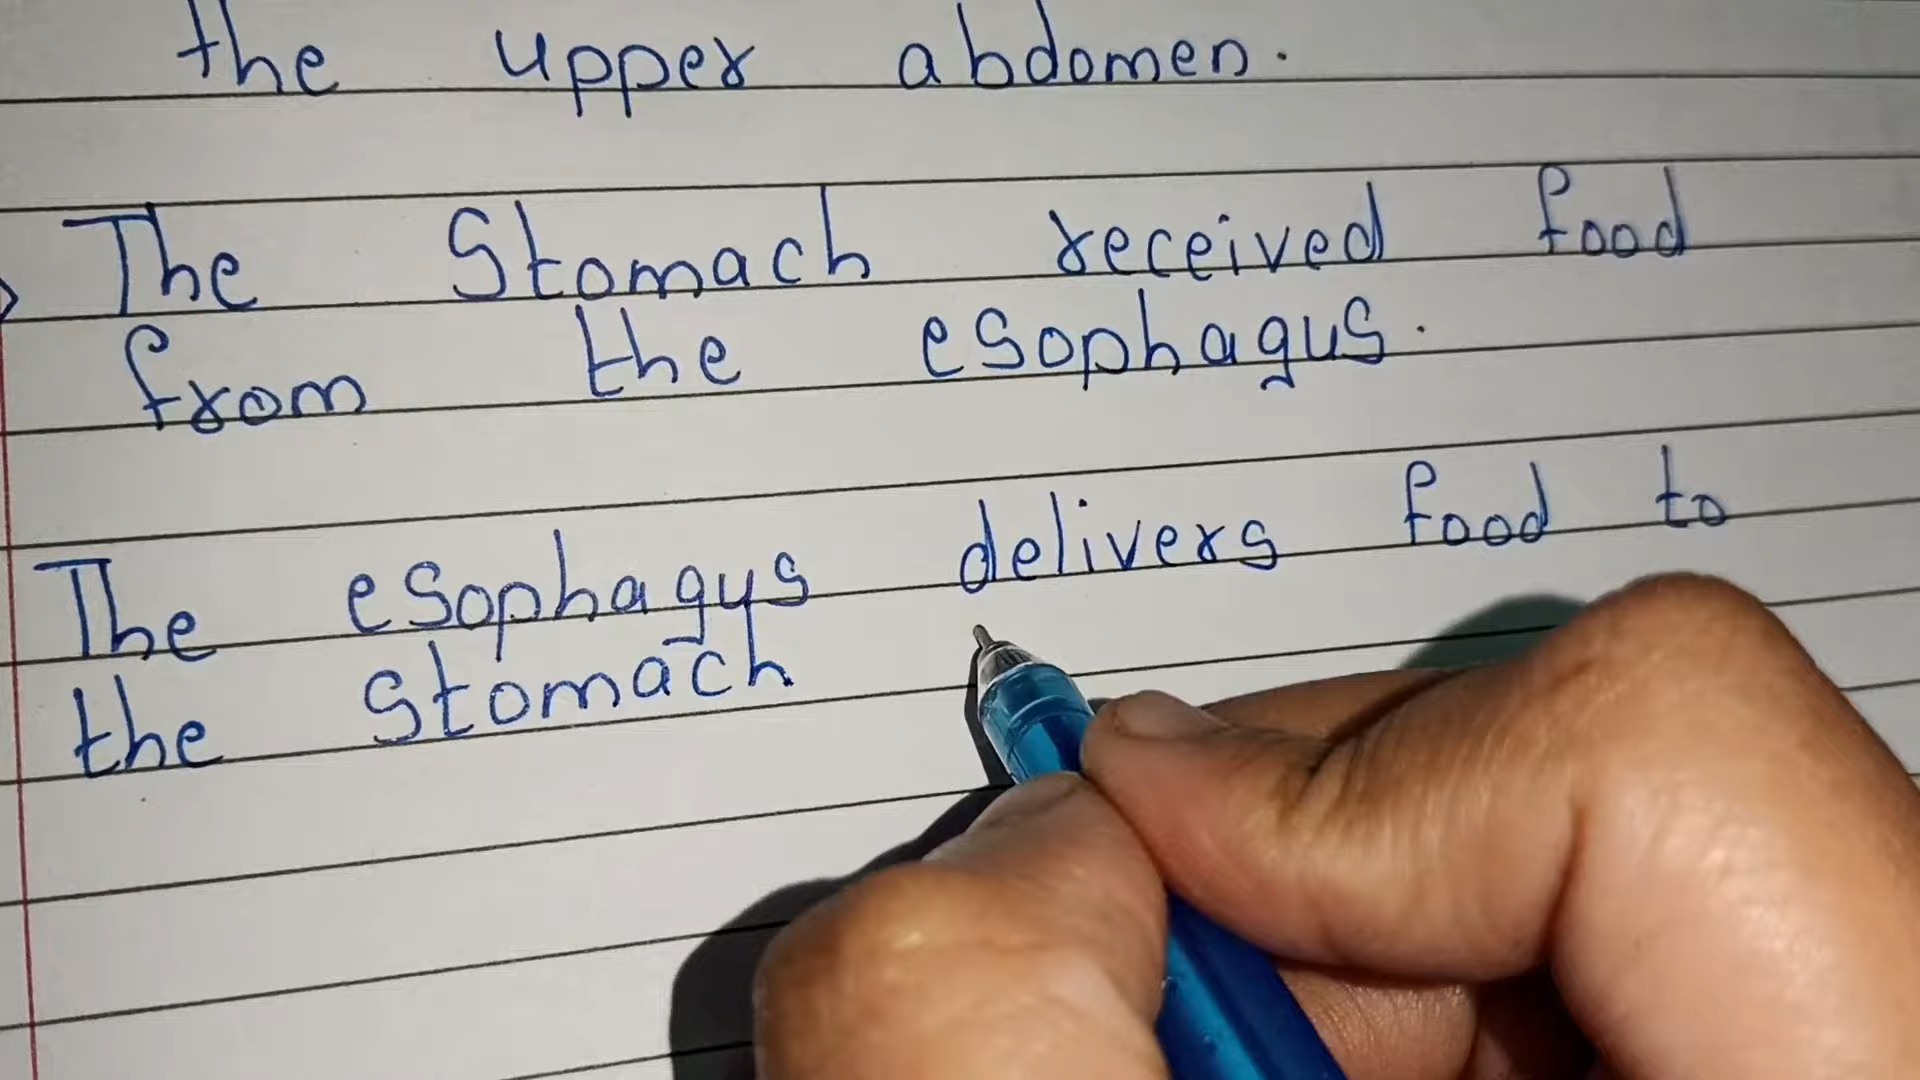 the upper abdomen.
The Stomach received food
from the esophagus.
The esophagus delivers food to
the stomach